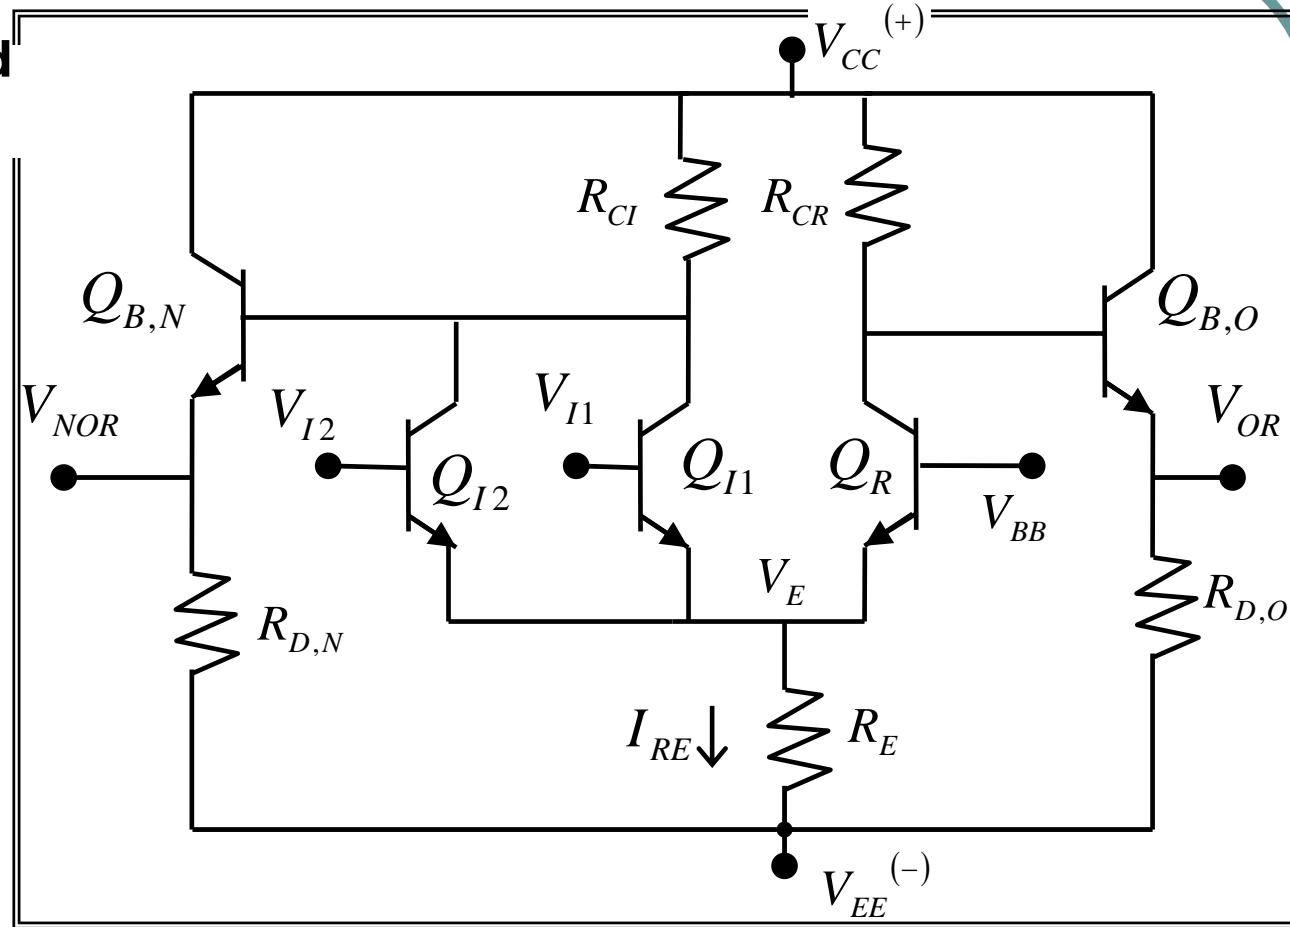 d
V_CC (+)
R_CI
R_CR
Q_B,N
Q_B,O
V_NOR
V_I2
V_I1
V_OR
Q_I2
Q_I1
Q_R
V_BB
V_E
R_D,N
R_D,O
I_RE
R_E
V_EE (−)